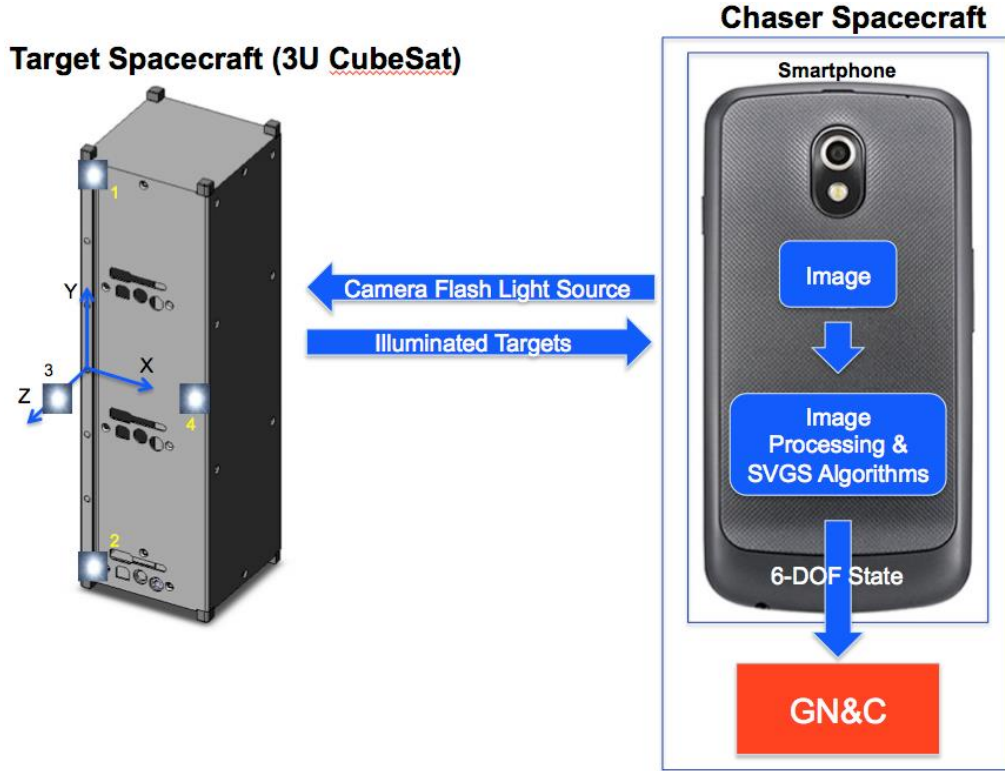 Chaser Spacecraft
Target Spacecraft (3U CubeSat)
Smartphone
1
Image
Y
Camera Flash Light Source
Illuminated Targets
X
3
Z
4
Image
Processing &
SVGS Algorithms
2
6-DOF State
GN&C